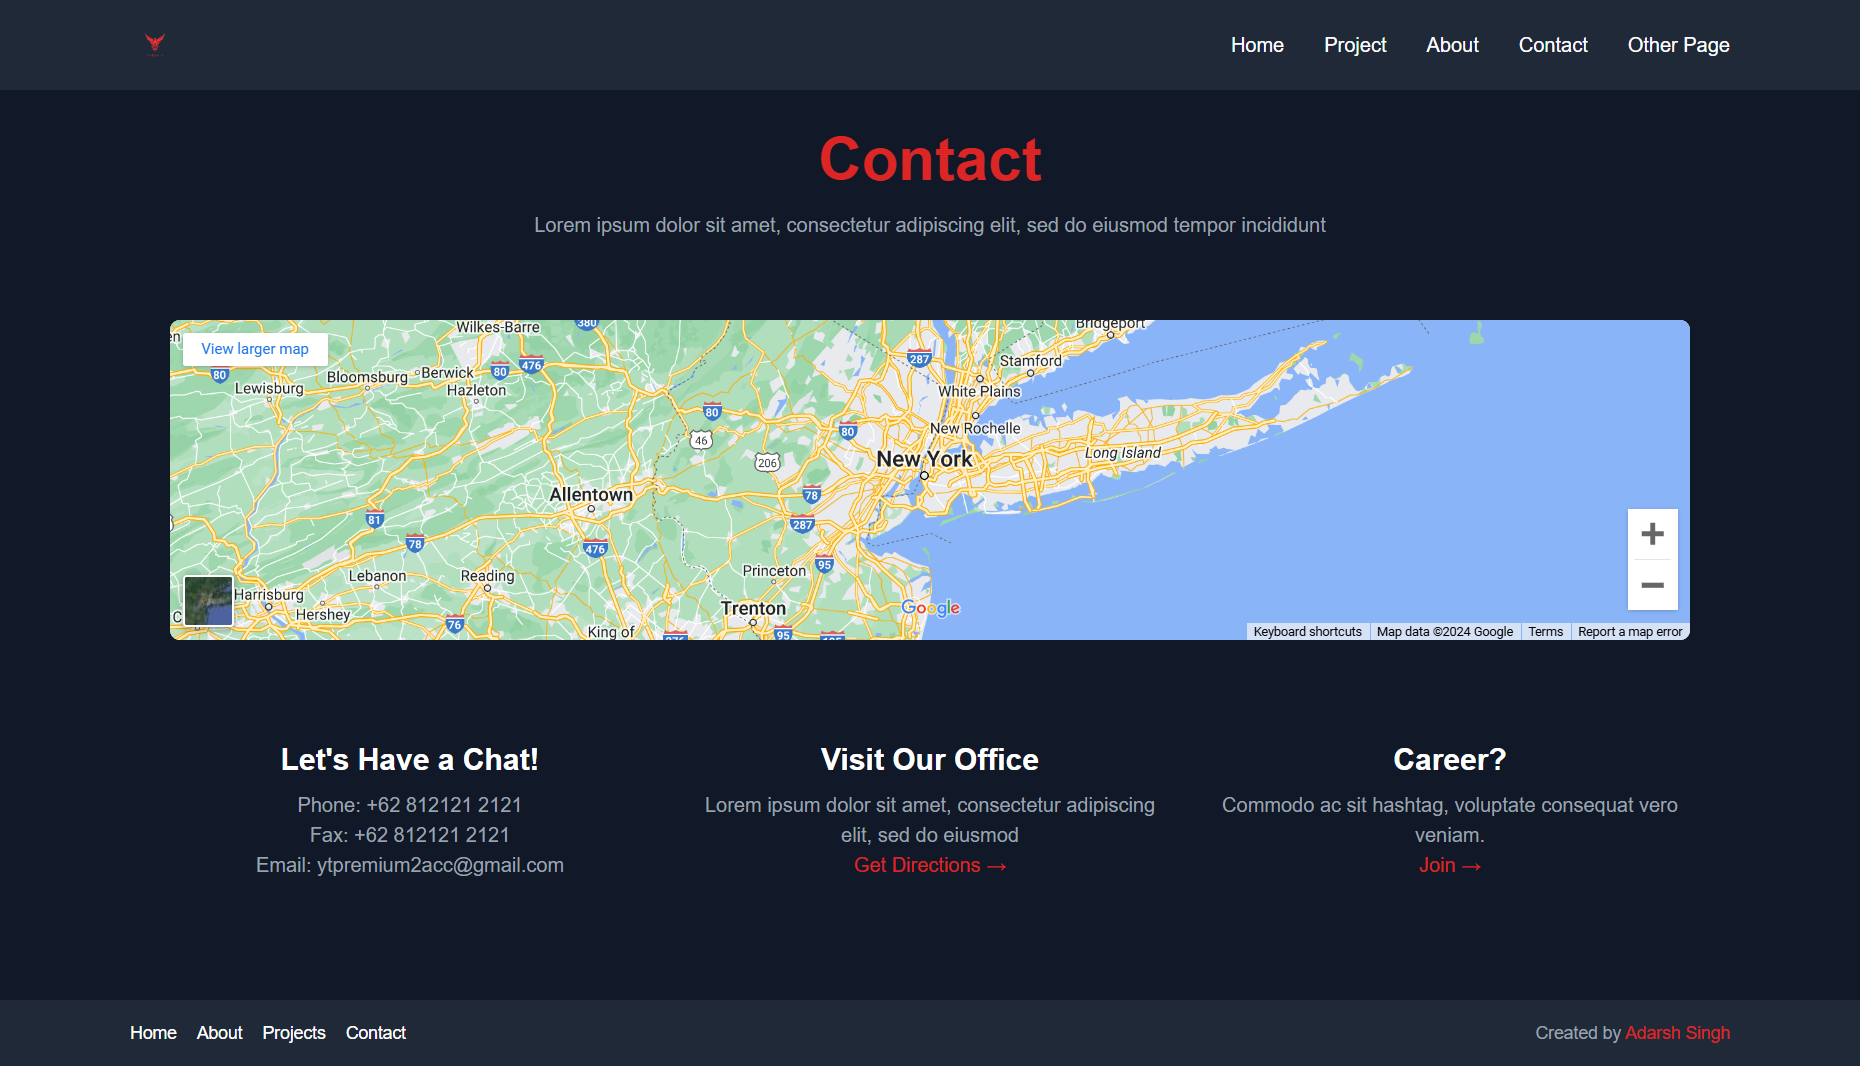 Home Project About Contact Other Page
Contact
Lorem ipsum dolor sit amet, consectetur adipiscing elit, sed do eiusmod tempor incididunt
View larger map
Wilkes-Barre
380
Bridgeport
80
Lewisburg
Bloomsburg
Berwick
80
476
Hazleton
287
Stamford
White Plains
80
46
80
New Rochelle
206
New York
Long Island
Allentown
78
81
287
78
476
95
Princeton
Lebanon
Reading
Harrisburg
Hershey
Trenton
Google
76
King of
95
Keyboard shortcuts Map data ©2024 Google Terms Report a map error
Let's Have a Chat!
Phone: +62 812121 2121
Fax: +62 812121 2121
Email: ytpremium2acc@gmail.com
Visit Our Office
Lorem ipsum dolor sit amet, consectetur adipiscing
elit, sed do eiusmod
Get Directions →
Career?
Commodo ac sit hashtag, voluptate consequat vero
veniam.
Join →
Home About Projects Contact
Created by Adarsh Singh